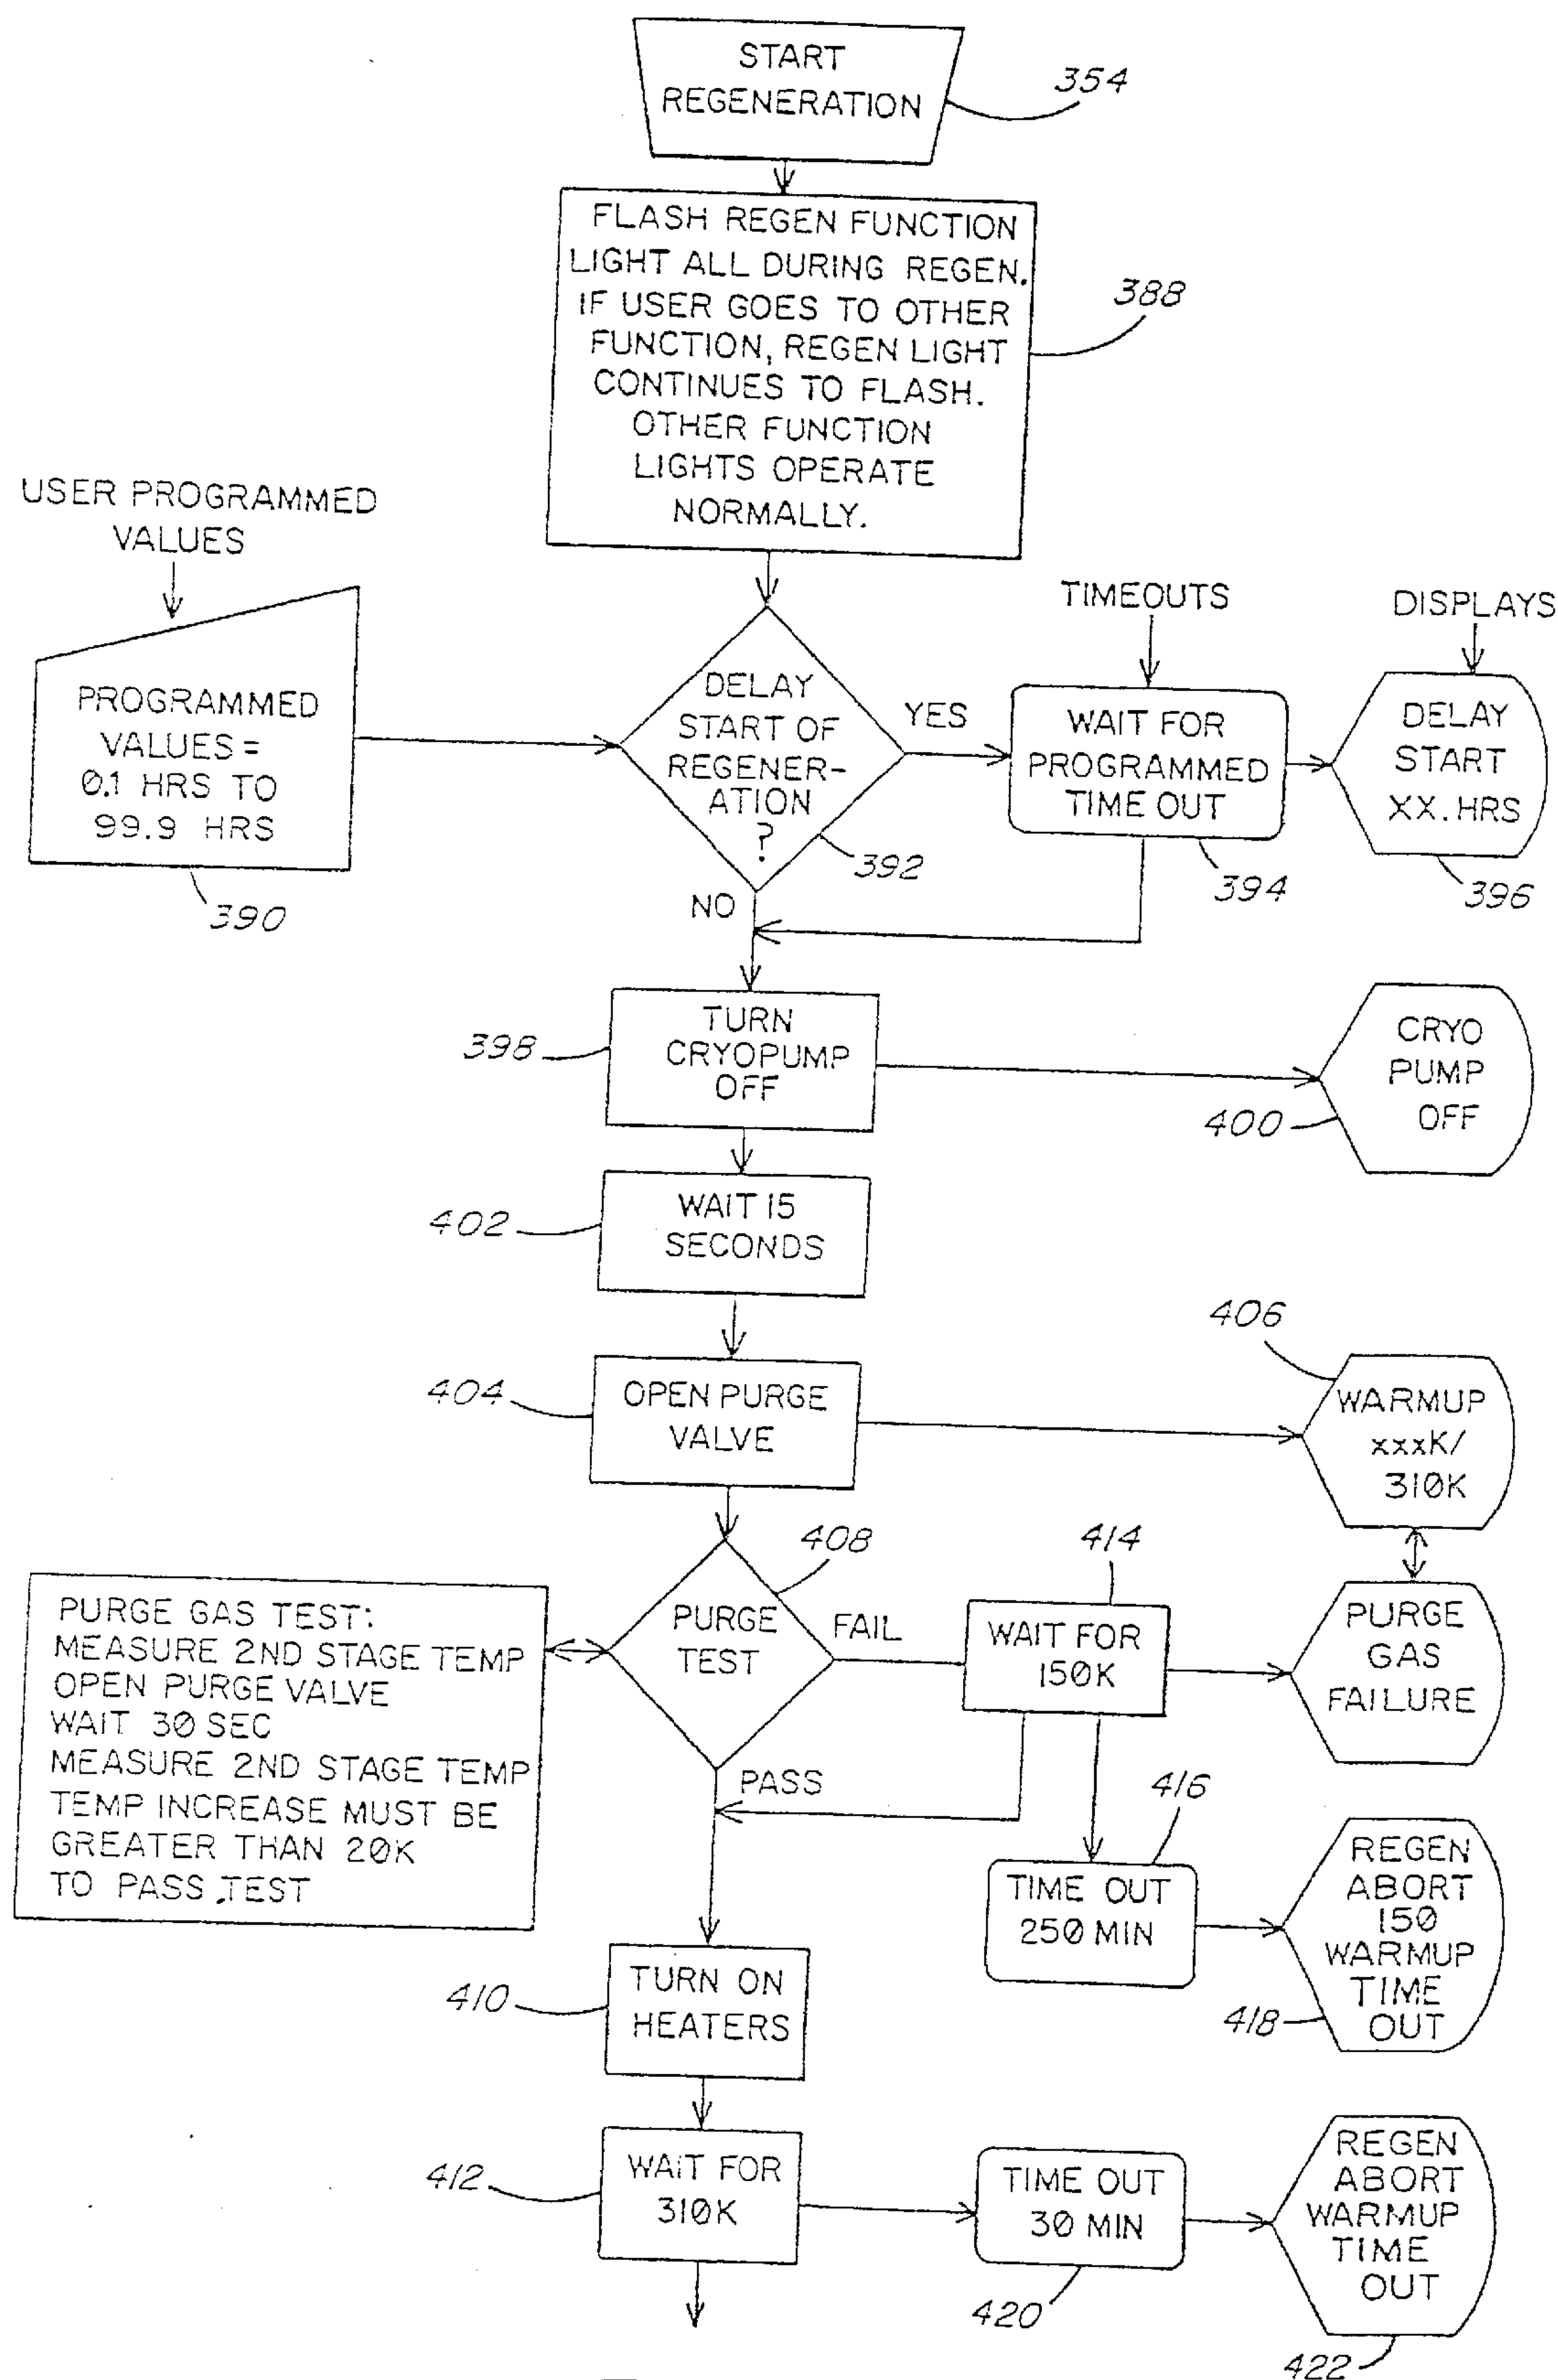 START
REGENERATION
354
FLASH REGEN FUNCTION
LIGHT ALL DURING REGEN.
IF USER GOES TO OTHER
FUNCTION, REGEN LIGHT
CONTINUES TO FLASH.
OTHER FUNCTION
LIGHTS OPERATE
NORMALLY.
388
USER PROGRAMMED
VALUES
PROGRAMMED
VALUES =
0.1 HRS TO
99.9 HRS
390
DELAY
START OF
REGENER-
ATION
?
392
YES
NO
TIMEOUTS
WAIT FOR
PROGRAMMED
TIME OUT
394
DISPLAYS
DELAY
START
XX.HRS
396
TURN
CRYOPUMP
OFF
398
CRYO
PUMP
OFF
400
WAIT 15
SECONDS
402
OPEN PURGE
VALVE
404
406
WARMUP
xxxK/
310K
PURGE GAS TEST:
MEASURE 2ND STAGE TEMP
OPEN PURGE VALVE
WAIT 30 SEC
MEASURE 2ND STAGE TEMP
TEMP INCREASE MUST BE
GREATER THAN 20K
TO PASS TEST
PURGE
TEST
408
FAIL
PASS
414
WAIT FOR
150K
PURGE
GAS
FAILURE
416
TIME OUT
250 MIN
REGEN
ABORT
150
WARMUP
TIME
OUT
418
TURN ON
HEATERS
410
WAIT FOR
310K
412
TIME OUT
30 MIN
420
REGEN
ABORT
WARMUP
TIME
OUT
422